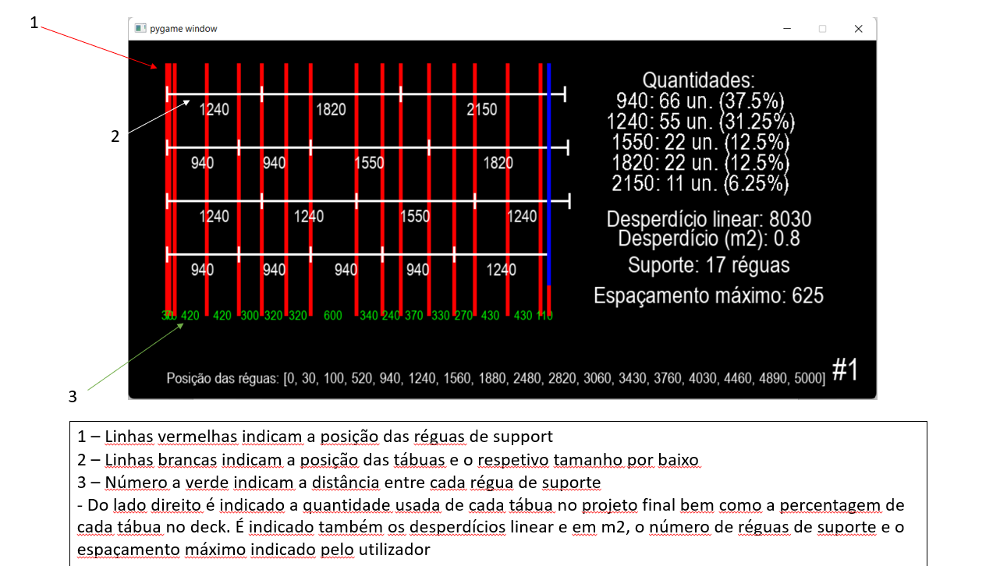 1
pygame window
Quantidades:
940: 66 un. (37.5%)
1240: 55 un. (31.25%)
1550: 22 un. (12.5%)
1820: 22 un. (12.5%)
2150: 11 un. (6.25%)
1240 1820 2150
2
940 940 1550 1820
1240 1240 1550 1240
Desperdício linear: 8030
Desperdício (m2): 0.8
Suporte: 17 réguas
940 940 940 940 1240
Espaçamento máximo: 625
30 420 420 300 320 320 600 340 240 370 330 270 430 430 110
Posição das réguas: [0, 30, 100, 520, 940, 1240, 1560, 1880, 2480, 2820, 3060, 3430, 3760, 4030, 4460, 4890, 5000]
#1
3
1 – Linhas vermelhas indicam a posição das réguas de support
2 – Linhas brancas indicam a posição das tábuas e o respetivo tamanho por baixo
3 – Número a verde indicam a distância entre cada régua de suporte
- Do lado direito é indicado a quantidade usada de cada tábua no projeto final bem como a percentagem de
cada tábua no deck. É indicado também os desperdícios linear e em m2, o número de réguas de suporte e o
espaçamento máximo indicado pelo utilizador